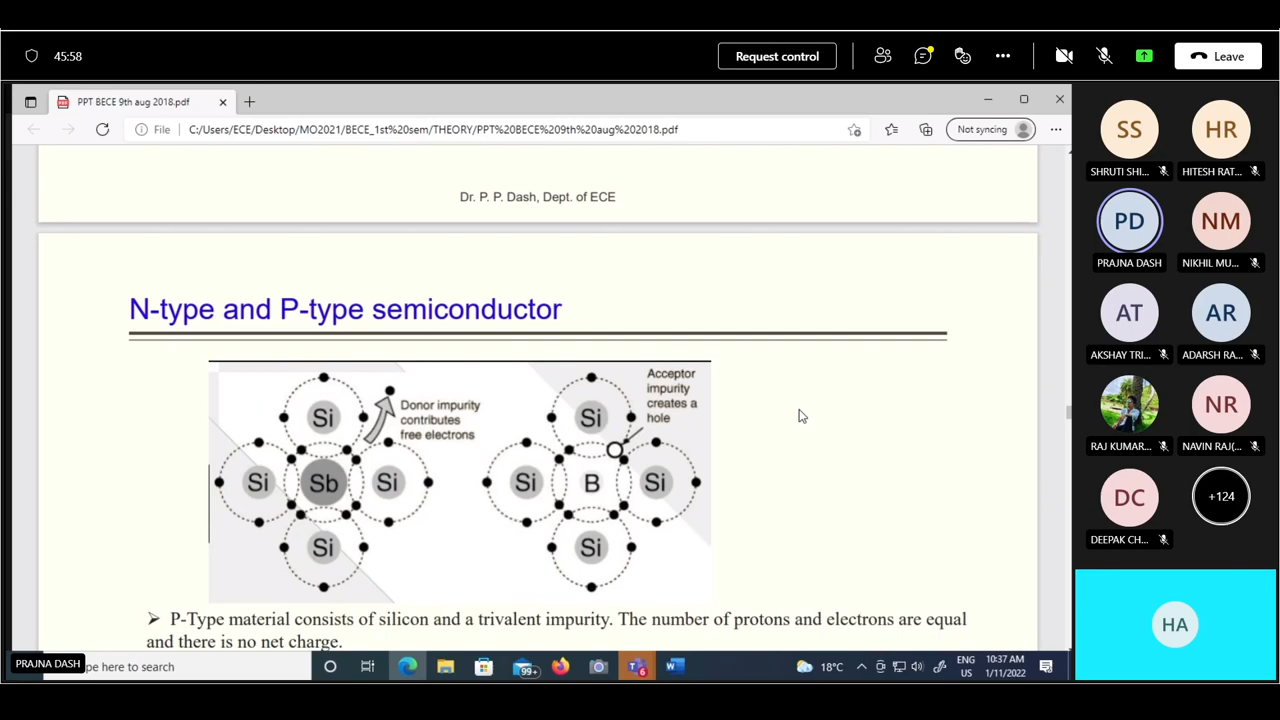 45:58
Request control
Leave
PPT BECE 9th aug 2018.pdf
File
C:/Users/ECE/Desktop/MO2021/BECE_1st%20sem/THEORY/PPT%20BECE%209th%20aug%202018.pdf
Not syncing
Dr. P. P. Dash, Dept. of ECE
N-type and P-type semiconductor
Si
Donor impurity
contributes
free electrons
Si
Sb
Si
Si
Acceptor
impurity
creates a
hole
Si
Si
B
Si
Si
➢ P-Type material consists of silicon and a trivalent impurity. The number of protons and electrons are equal
and there is no net charge.
PRAJNA DASH
pe here to search
99+
6
18°C
ENG
US
10:37 AM
1/11/2022
SS
SHRUTI SHI...
HR
HITESH RAT...
PD
PRAJNA DASH
NM
NIKHIL MU...
AT
AKSHAY TRI...
AR
ADARSH RA...
RAJ KUMAR...
NR
NAVIN RAJ(...
DC
DEEPAK CH...
+124
HA